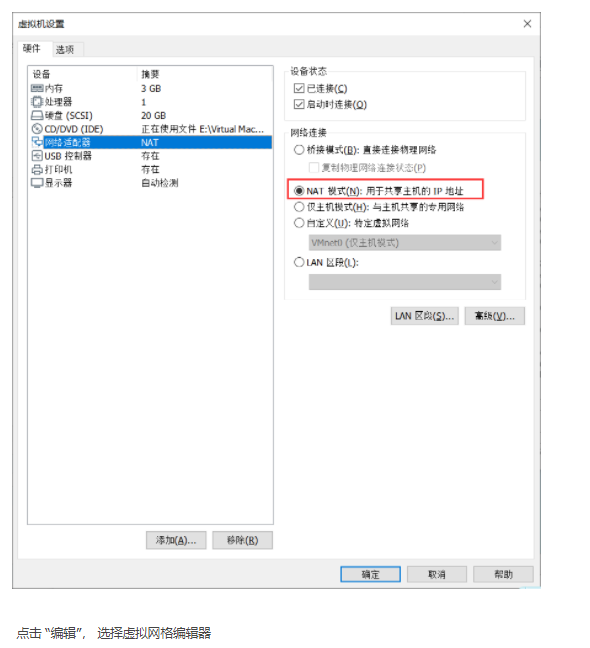 虚拟机设置
硬件 选项
设备 摘要
内存 3 GB
处理器 1
硬盘 (SCSI) 20 GB
CD/DVD (IDE) 正在使用文件 E:\Virtual Mac...
网络适配器 NAT
USB 控制器 存在
打印机 存在
显示器 自动检测
添加(A)... 移除(R)
设备状态
已连接(C)
启动时连接(O)
网络连接
桥接模式(B): 直接连接物理网络
复制物理网络连接状态(P)
NAT 模式(N): 用于共享主机的 IP 地址
仅主机模式(H): 与主机共享的专用网络
自定义(U): 特定虚拟网络
VMnet0 (仅主机模式)
LAN 区段(L):
LAN 区段(S)... 高级(V)...
确定 取消 帮助
点击 “编辑”， 选择虚拟网格编辑器